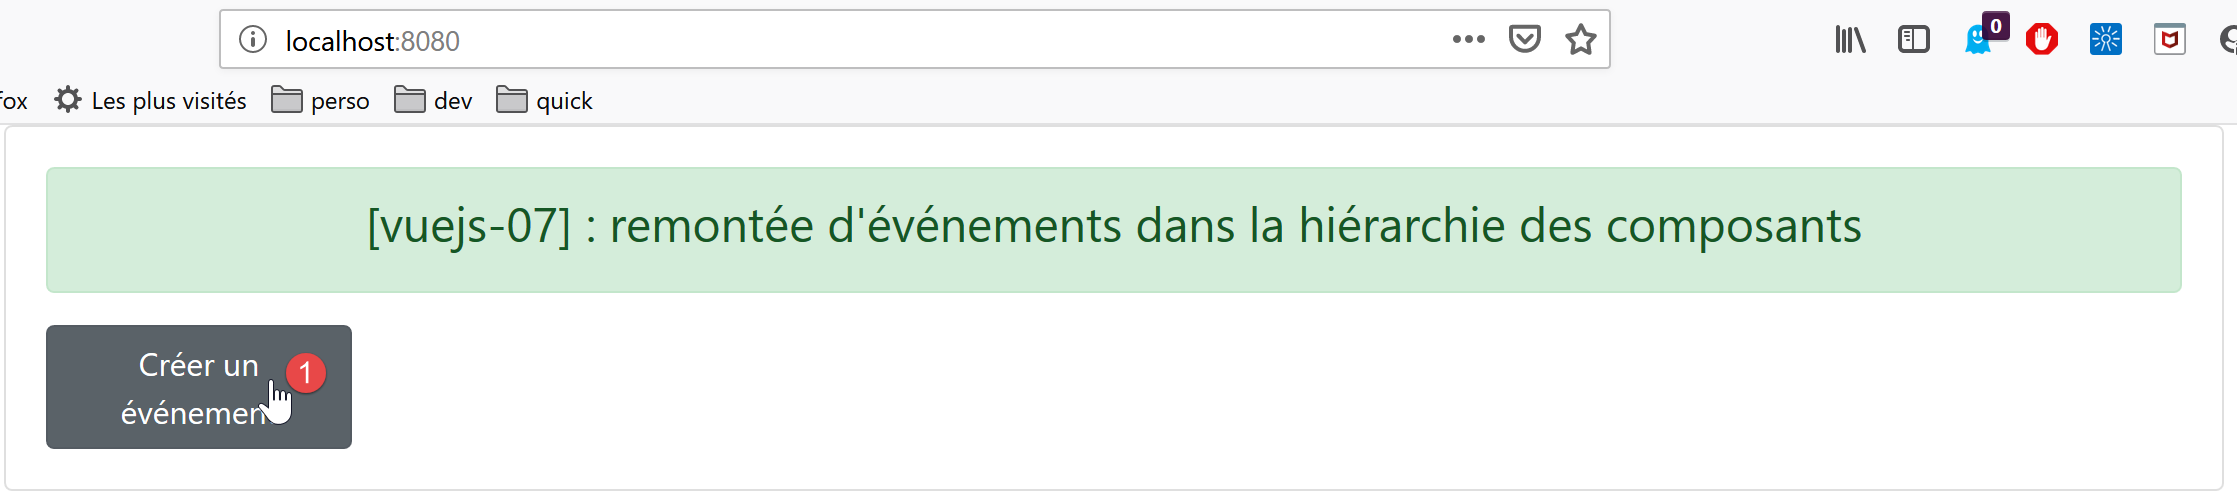 localhost:8080
0
fox Les plus visités perso dev quick
[vuejs-07] : remontée d'événements dans la hiérarchie des composants
Créer un
1
événemen